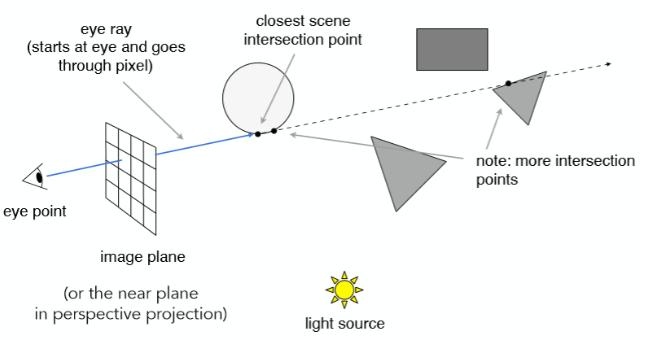 eye ray
(starts at eye and goes
through pixel)
closest scene
intersection point
note: more intersection
points
eye point
image plane
(or the near plane
in perspective projection)
light source